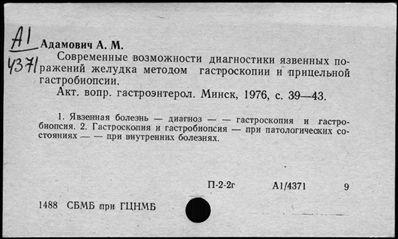 А1
4371
Адамович А. М.
Современные возможности диагностики язвенных по-
ражений желудка методом гастроскопии и прицельной
гастробиопсии.
Акт. вопр. гастроэнтерол. Минск, 1976, с. 39—43.
1. Язвенная болезнь — диагноз — — гастроскопия и гастро-
биопсия. 2. Гастроскопия и гастробиопсия — при патологических со-
стояниях — — при внутренних болезнях.
П-2-2г А1/4371 9
1488 СБМБ при ГЦНМБ